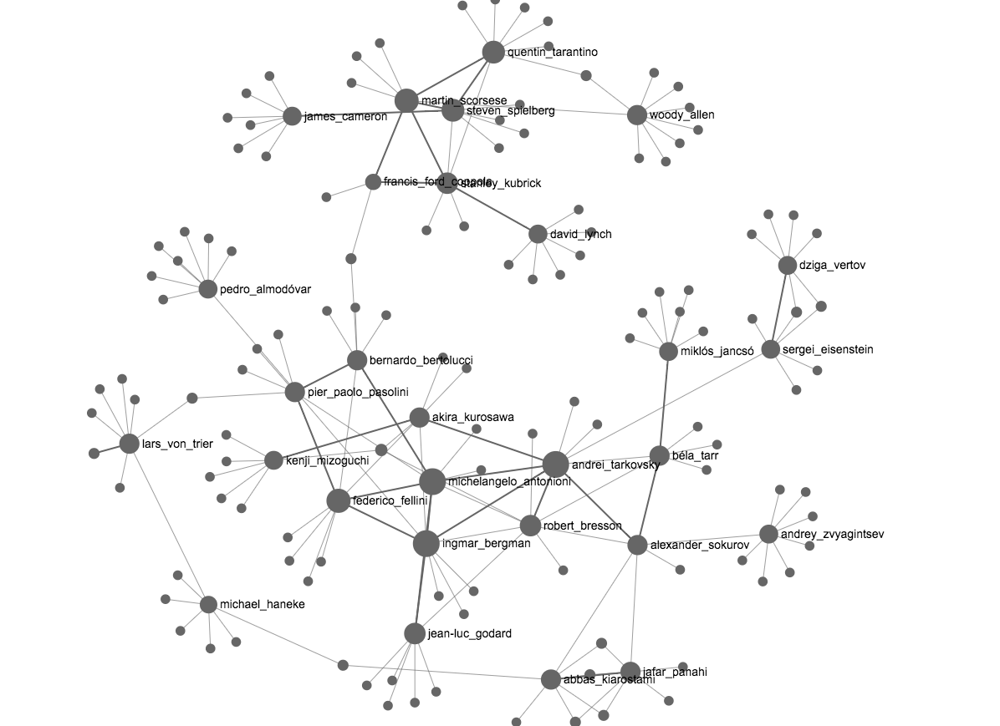 quentin_tarantino
martin_scorsese
steven_spielberg
james_cameron
woody_allen
francis_ford_coppola
stanley_kubrick
david_lynch
dziga_vertov
pedro_almodóvar
miklós_jancsó
sergei_eisenstein
bernardo_bertolucci
pier_paolo_pasolini
akira_kurosawa
lars_von_trier
kenji_mizoguchi
béla_tarr
andrei_tarkovsky
michelangelo_antonioni
federico_fellini
robert_bresson
andrey_zvyagintsev
ingmar_bergman
alexander_sokurov
michael_haneke
jean-luc_godard
jafar_panahi
abbas_kiarostami